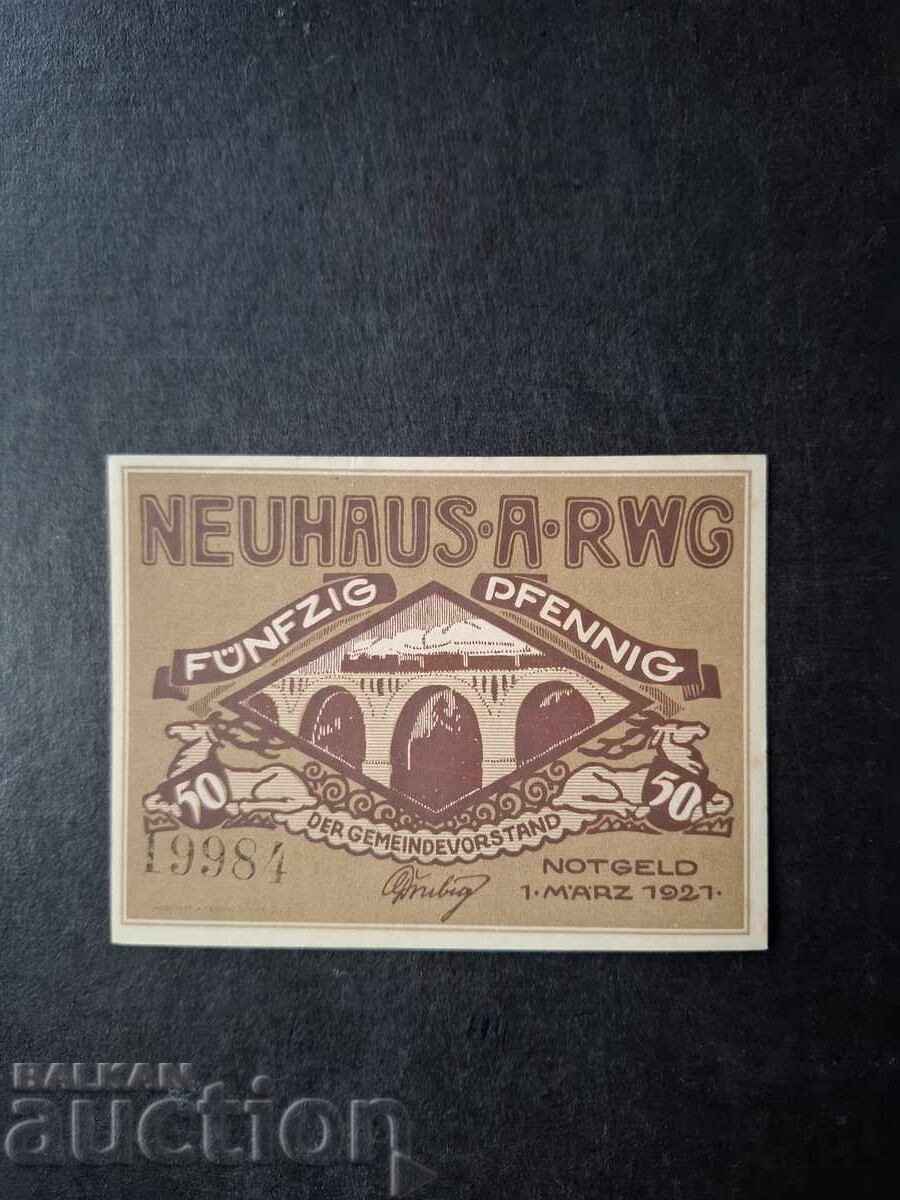 NEUHAUS·A·RWG
FÜNFZIG PFENNIG
50 50
DER GEMEINDEVORSTAND
19984
NOTGELD
1·MÄRZ 1921·
BALKAN
auction